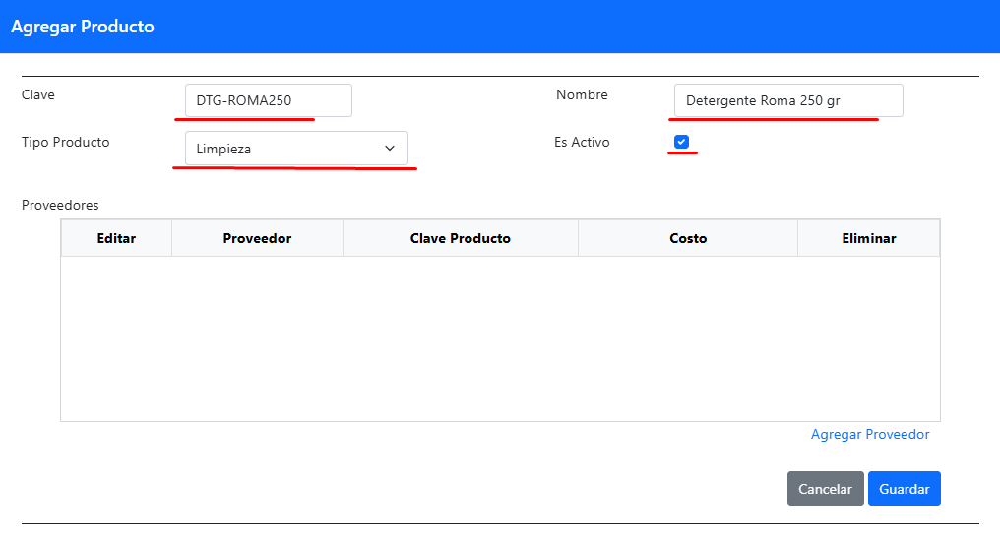 Agregar Producto
Clave DTG-ROMA250 Nombre Detergente Roma 250 gr
Tipo Producto Limpieza Es Activo
Proveedores
Editar Proveedor Clave Producto Costo Eliminar
Agregar Proveedor
Cancelar Guardar